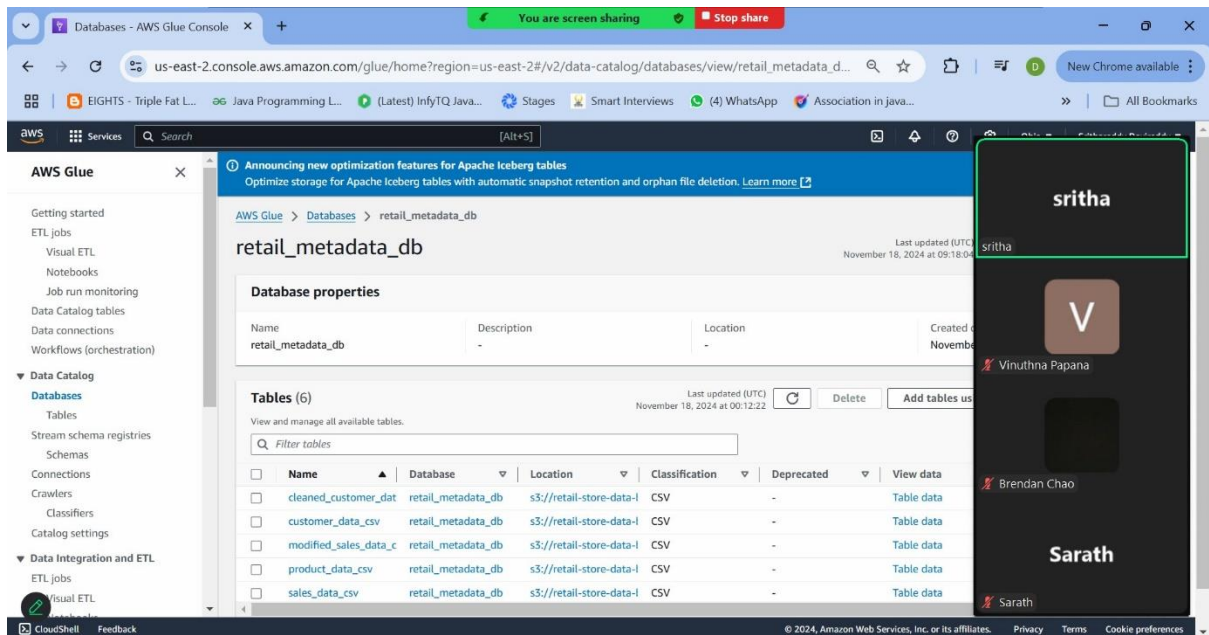 You are screen sharing Stop share
Databases - AWS Glue Console
us-east-2.console.aws.amazon.com/glue/home?region=us-east-2#/v2/data-catalog/databases/view/retail_metadata_d...
D New Chrome available
EIGHTS - Triple Fat L... Java Programming L... (Latest) InfyTQ Java... Stages Smart Interviews (4) WhatsApp Association in java... » All Bookmarks
aws Services Search [Alt+S]
AWS Glue
Getting started
ETL jobs
Visual ETL
Notebooks
Job run monitoring
Data Catalog tables
Data connections
Workflows (orchestration)
Data Catalog
Databases
Tables
Stream schema registries
Schemas
Connections
Crawlers
Classifiers
Catalog settings
Data Integration and ETL
ETL jobs
Visual ETL
Announcing new optimization features for Apache Iceberg tables
Optimize storage for Apache Iceberg tables with automatic snapshot retention and orphan file deletion. Learn more
AWS Glue > Databases > retail_metadata_db
retail_metadata_db
Last updated (UTC)
November 18, 2024 at 09:18:04
Database properties
Name Description Location Created
retail_metadata_db - - Novembe
Tables (6)
Last updated (UTC)
November 18, 2024 at 00:12:22
Delete Add tables us
View and manage all available tables.
Filter tables
Name Database Location Classification Deprecated View data
cleaned_customer_dat retail_metadata_db s3://retail-store-data-l CSV - Table data
customer_data_csv retail_metadata_db s3://retail-store-data-l CSV - Table data
modified_sales_data_c retail_metadata_db s3://retail-store-data-l CSV - Table data
product_data_csv retail_metadata_db s3://retail-store-data-l CSV - Table data
sales_data_csv retail_metadata_db s3://retail-store-data-l CSV - Table data
sritha
sritha
V
Vinuthna Papana
Brendan Chao
Sarath
Sarath
CloudShell Feedback © 2024, Amazon Web Services, Inc. or its affiliates. Privacy Terms Cookie preferences